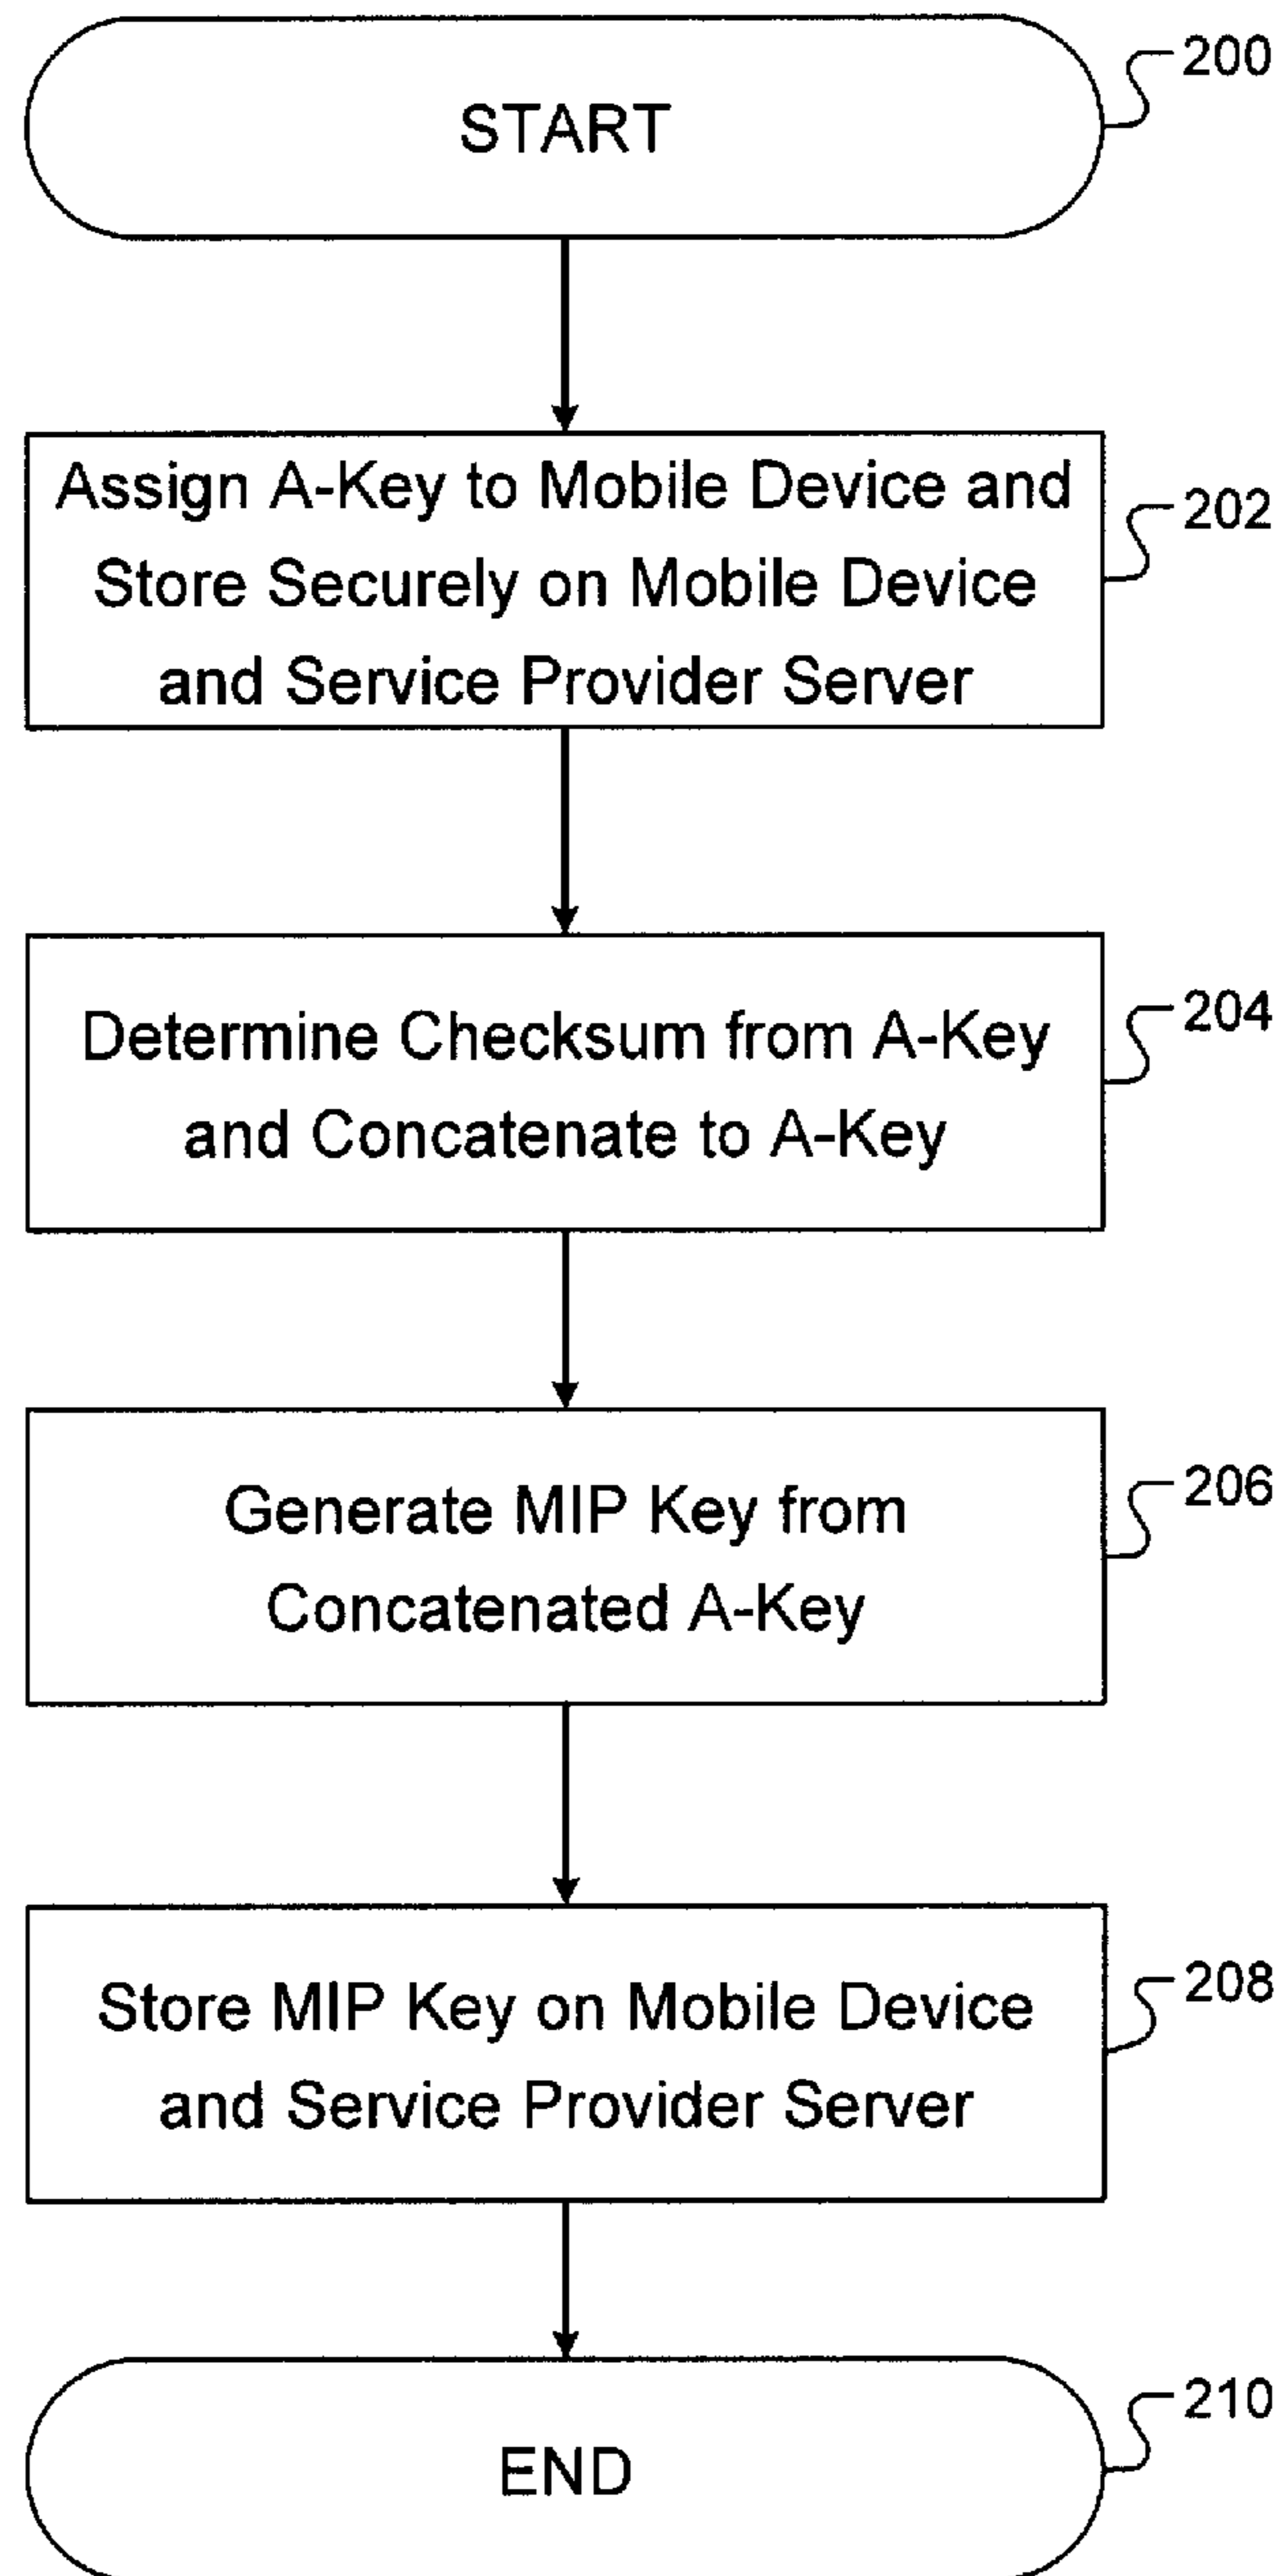 START
200
Assign A-Key to Mobile Device and
Store Securely on Mobile Device
and Service Provider Server
202
Determine Checksum from A-Key
and Concatenate to A-Key
204
Generate MIP Key from
Concatenated A-Key
206
Store MIP Key on Mobile Device
and Service Provider Server
208
END
210